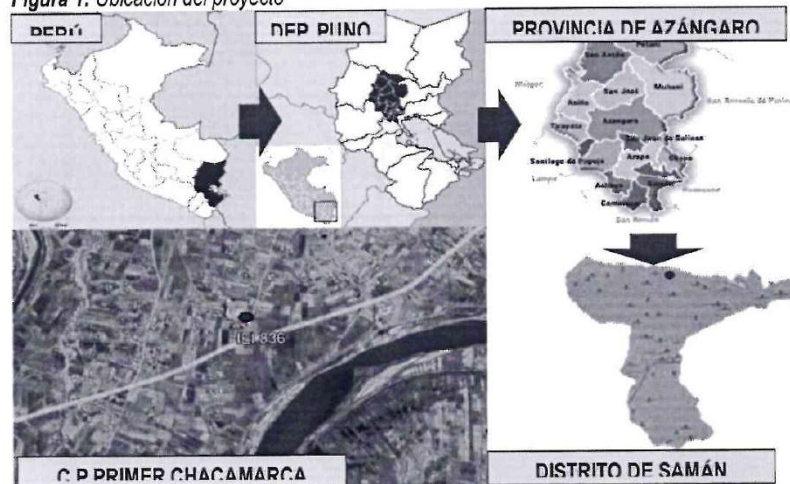 Figura 1. Ubicación del proyecto
PERÚ
DEP. PUNO
PROVINCIA DE AZÁNGARO
San Antón
Potoni
Muñani
San José
Asillo
Azángaro
Tirapata
San Juan de Salinas
Santiago de Pupuja
Arapa
Chupa
Lampa
Achaya
Samán
Caminaca
San Román
IEI 836
C.P PRIMER CHACAMARCA
DISTRITO DE SAMÁN